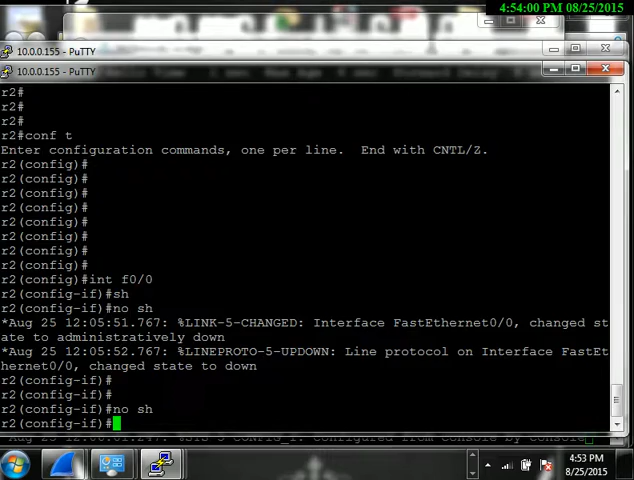 4:54:00 PM 08/25/2015
10.0.0.155 - PuTTY
10.0.0.155 - PuTTY
r2#
r2#
r2#
r2#conf t
Enter configuration commands, one per line.  End with CNTL/Z.
r2(config)#
r2(config)#
r2(config)#
r2(config)#
r2(config)#
r2(config)#
r2(config)#
r2(config)#
r2(config)#int f0/0
r2(config-if)#sh
r2(config-if)#no sh
*Aug 25 12:05:51.767: %LINK-5-CHANGED: Interface FastEthernet0/0, changed st
ate to administratively down
*Aug 25 12:05:52.767: %LINEPROTO-5-UPDOWN: Line protocol on Interface FastEt
hernet0/0, changed state to down
r2(config-if)#
r2(config-if)#
r2(config-if)#no sh
r2(config-if)#
4:53 PM
8/25/2015